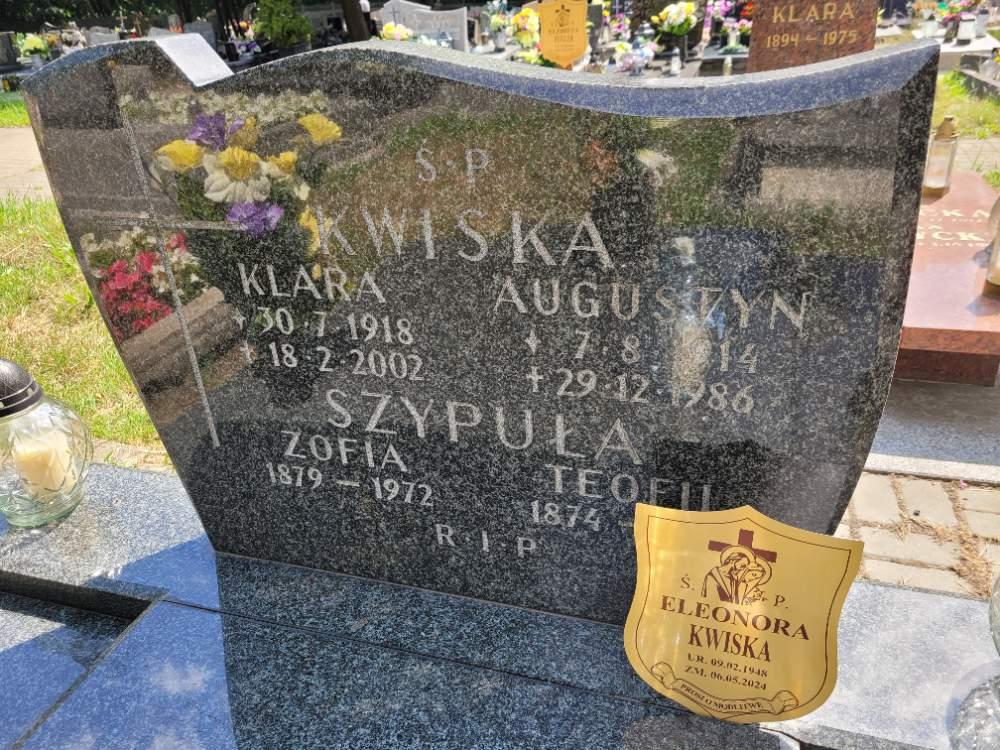 KLARA
1894 - 1975
Ś · P
KWISKA
KLARA
* 30 · 7 · 1918
+ 18 · 2 · 2002
AUGUSTYN
+ 29 · 12 · 1986
SZYPUŁA
ZOFIA
1879 - 1972
TEOFIL
1874 -
R · I · P
Ś. P.
ELEONORA
KWISKA
UR. 09.02.1948
ZM. 06.05.2024
PROSI O MODLITWĘ